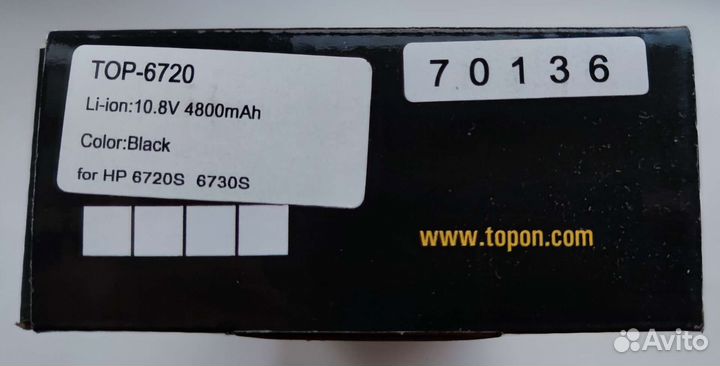 TOP-6720
Li-ion:10.8V 4800mAh
Color:Black
for HP 6720S 6730S
70136
www.topon.com
Avito